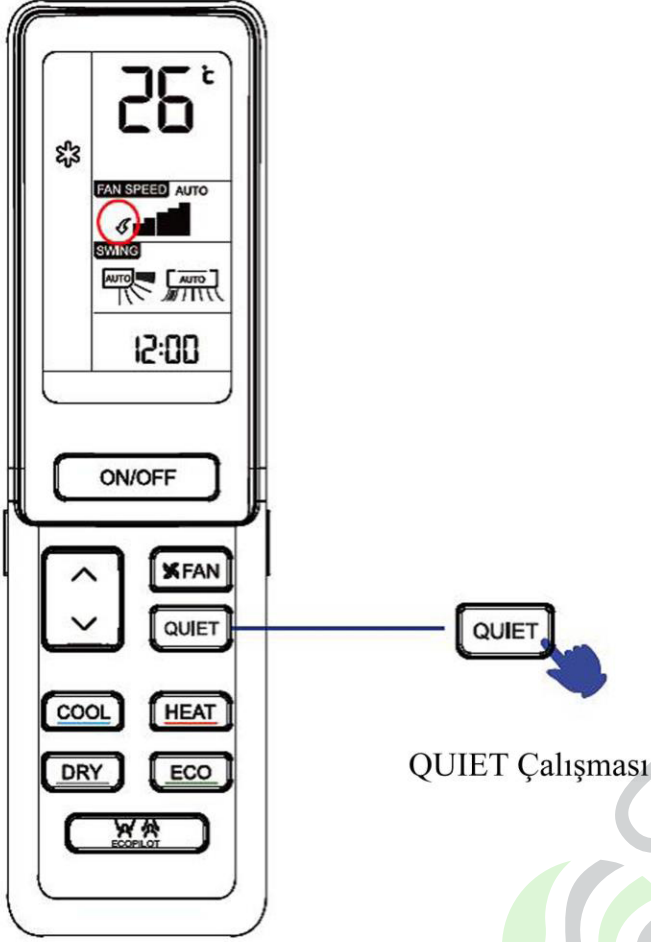 26 °c
FAN SPEED AUTO
SWING
AUTO AUTO
12:00
ON/OFF
FAN
QUIET
QUIET
COOL HEAT
DRY ECO
ECOPILOT
QUIET Çalışması